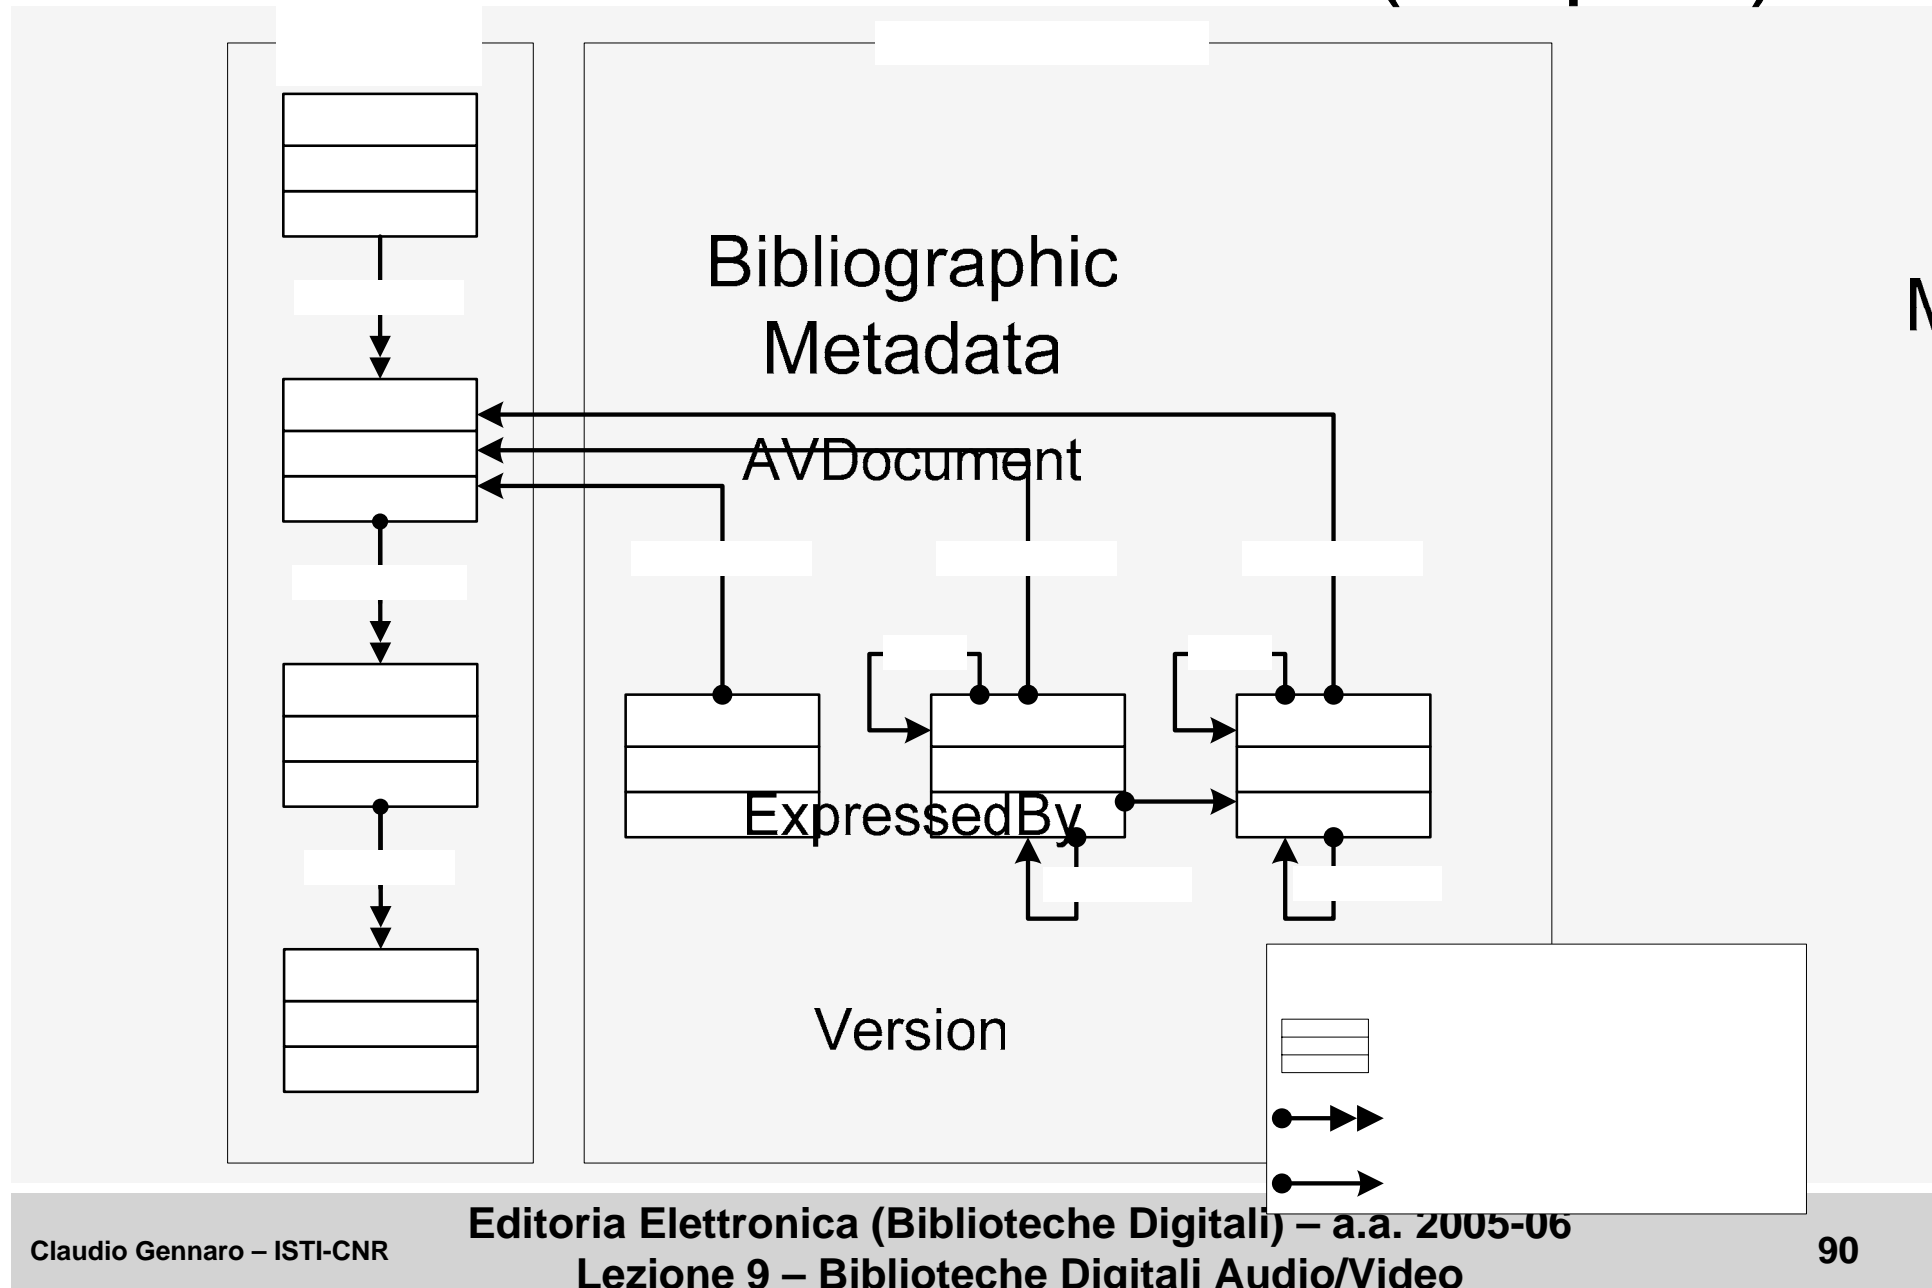 Bibliographic
Metadata
AVDocument
ExpressedBy
Version
Claudio Gennaro – ISTI-CNR
Editoria Elettronica (Biblioteche Digitali) – a.a. 2005-06
Lezione 9 – Biblioteche Digitali Audio/Video
90